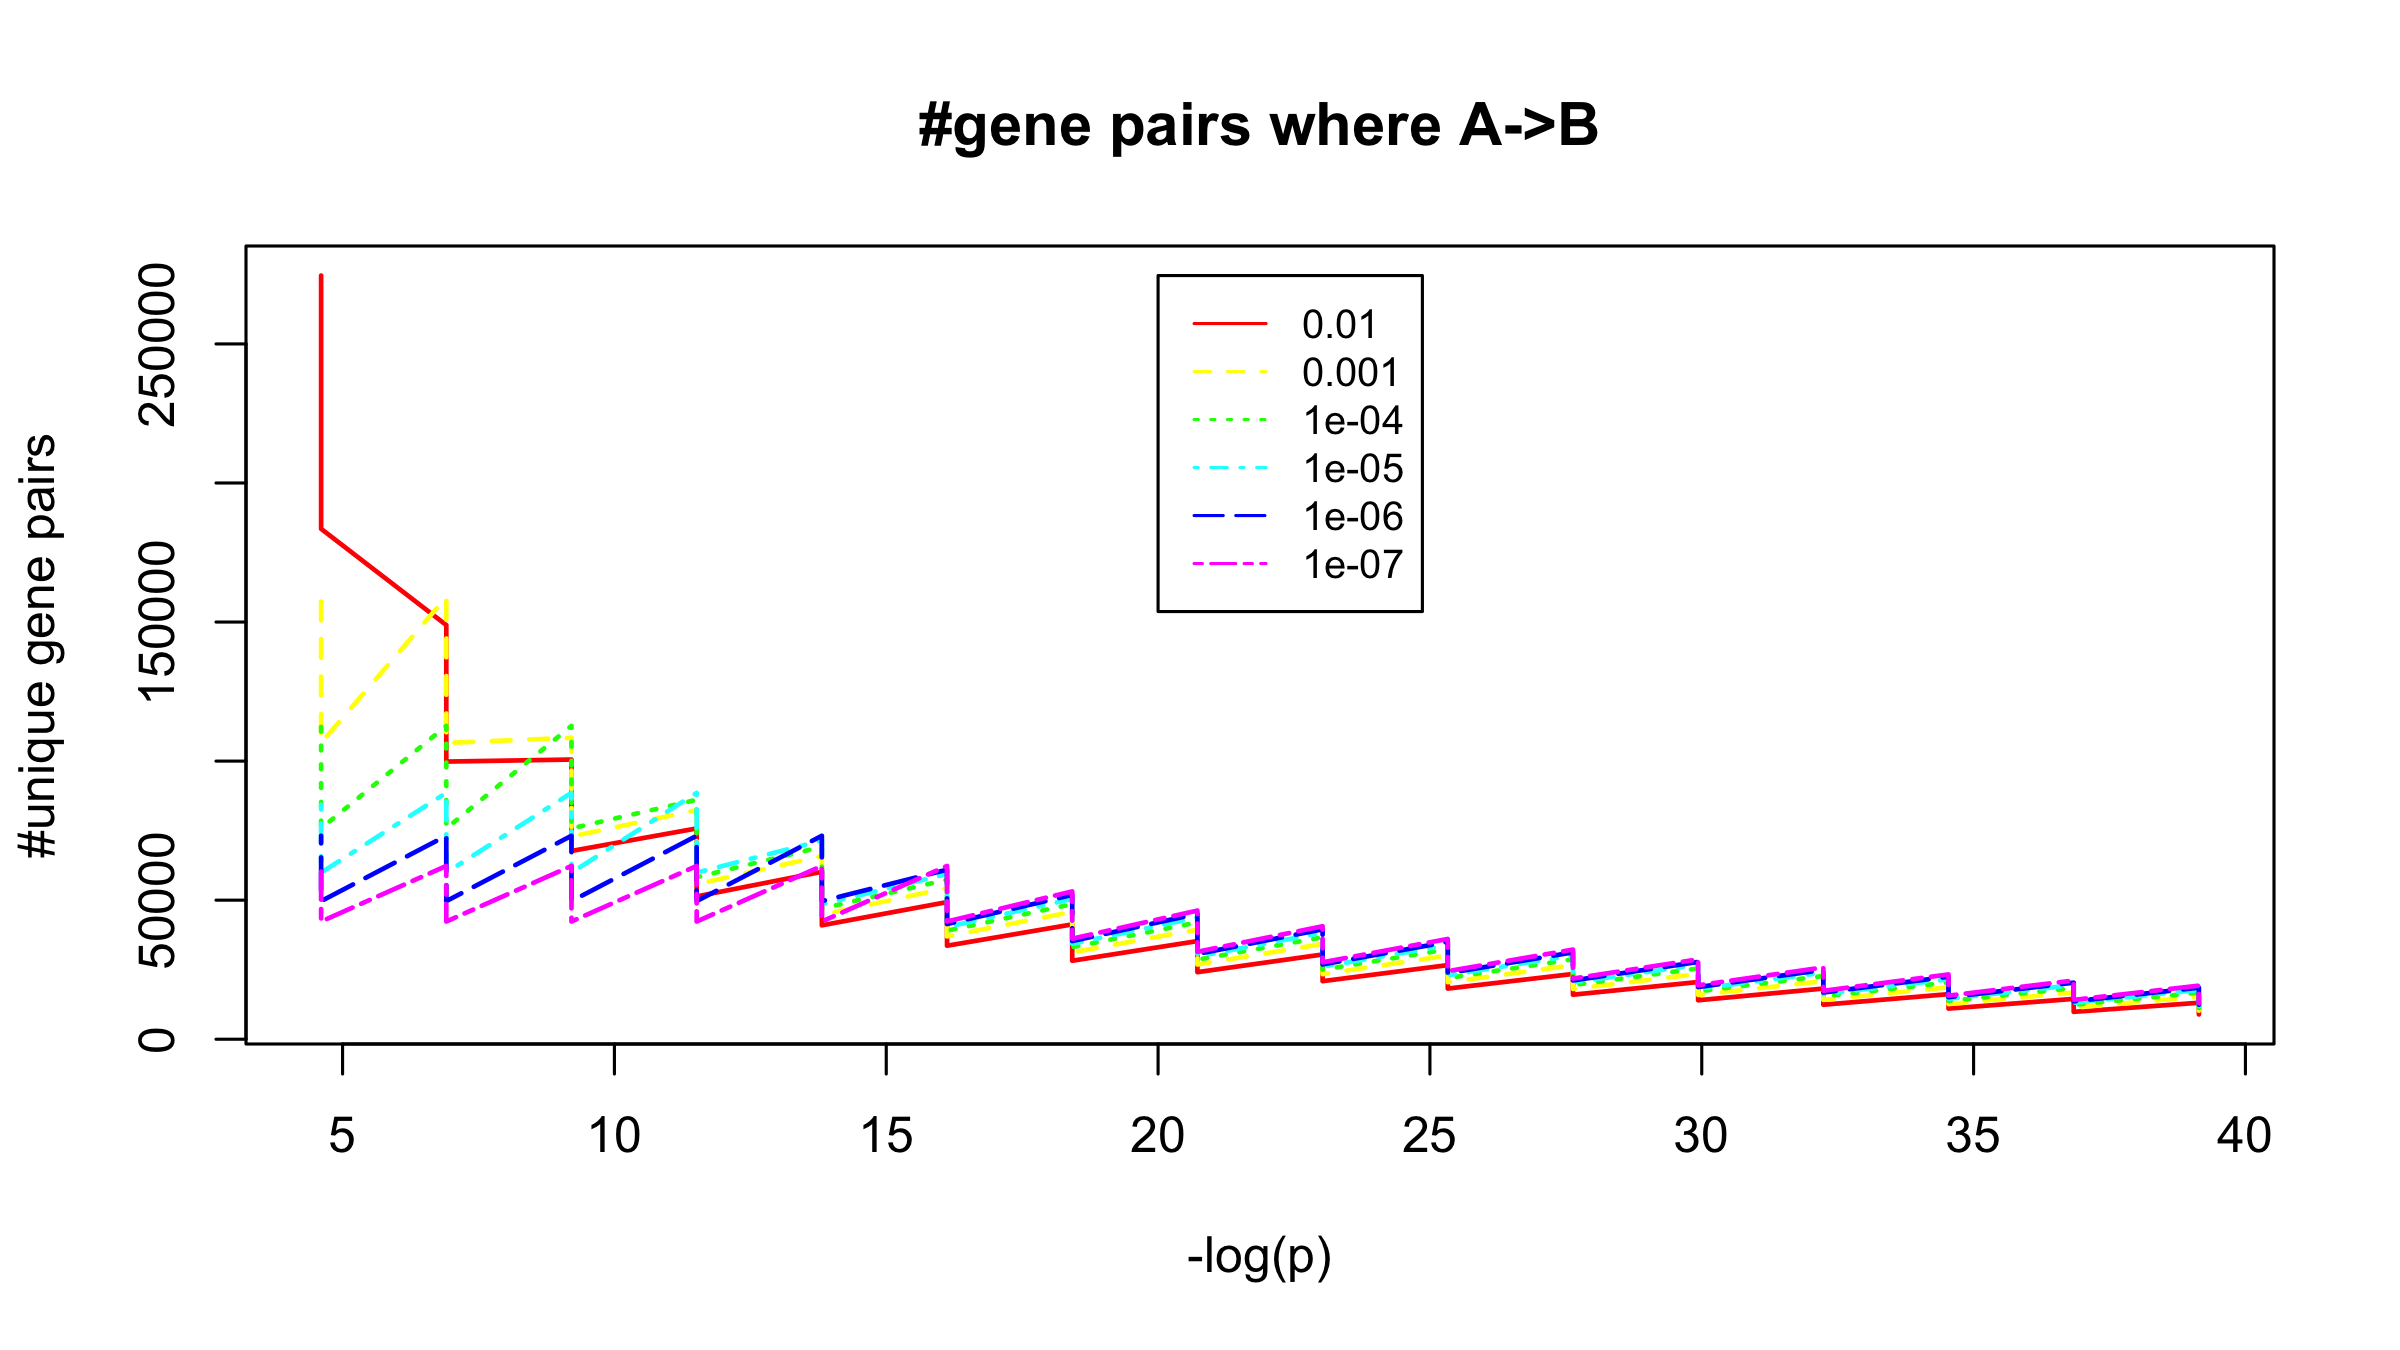 #gene pairs where A->B
#unique gene pairs
250000
150000
50000
0
0.01
0.001
1e-04
1e-05
1e-06
1e-07
5 10 15 20 25 30 35 40
-log(p)